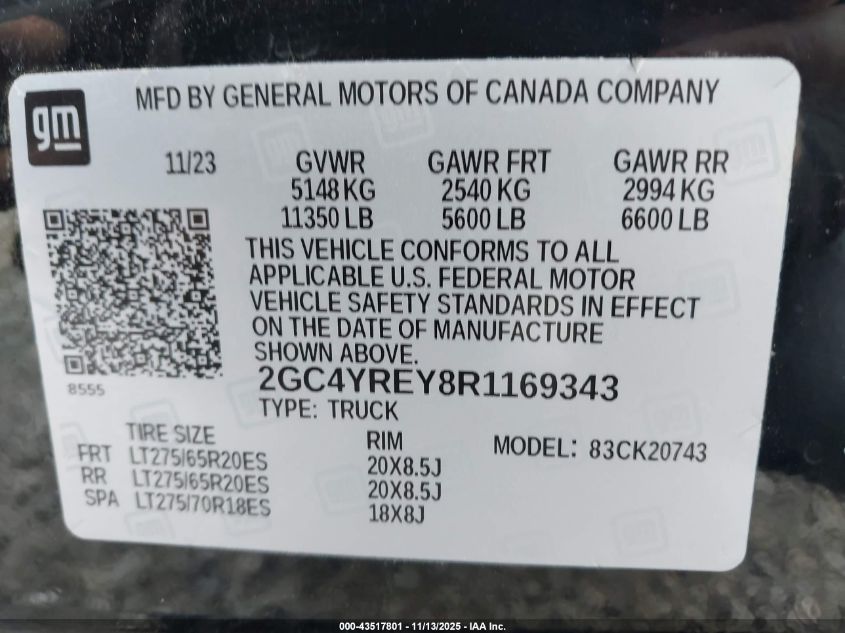 MFD BY GENERAL MOTORS OF CANADA COMPANY
gm
11/23 GVWR GAWR FRT GAWR RR
5148 KG 2540 KG 2994 KG
11350 LB 5600 LB 6600 LB
THIS VEHICLE CONFORMS TO ALL
APPLICABLE U.S. FEDERAL MOTOR
VEHICLE SAFETY STANDARDS IN EFFECT
ON THE DATE OF MANUFACTURE
SHOWN ABOVE.
8555
2GC4YREY8R1169343
TYPE: TRUCK
TIRE SIZE RIM MODEL: 83CK20743
FRT LT275/65R20ES 20X8.5J
RR LT275/65R20ES 20X8.5J
SPA LT275/70R18ES 18X8J
000-43517801 - 11/13/2025 - IAA Inc.